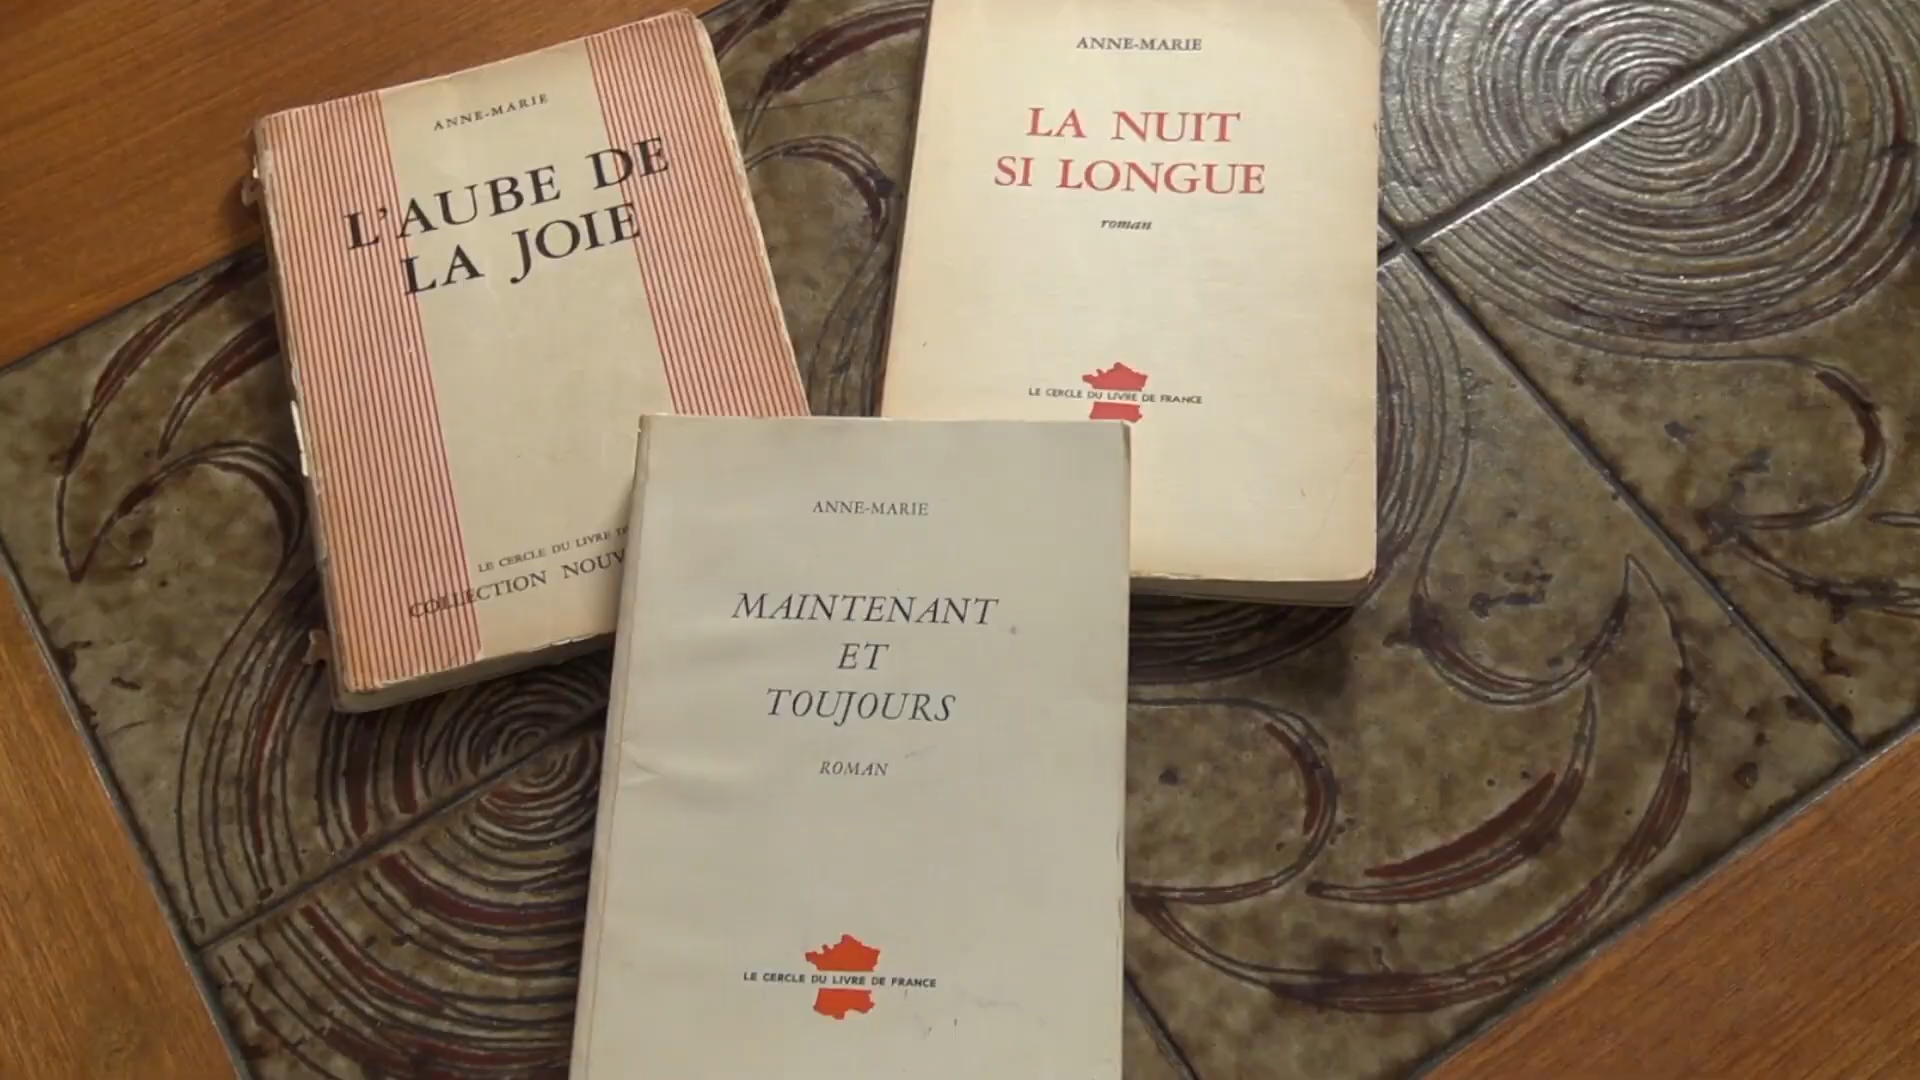 ANNE-MARIE
L'AUBE DE
LA JOIE
LE CERCLE DU LIVRE
COLLECTION
ANNE-MARIE
LA NUIT
SI LONGUE
roman
LE CERCLE DU LIVRE DE FRANCE
ANNE-MARIE
MAINTENANT
ET
TOUJOURS
ROMAN
LE CERCLE DU LIVRE DE FRANCE